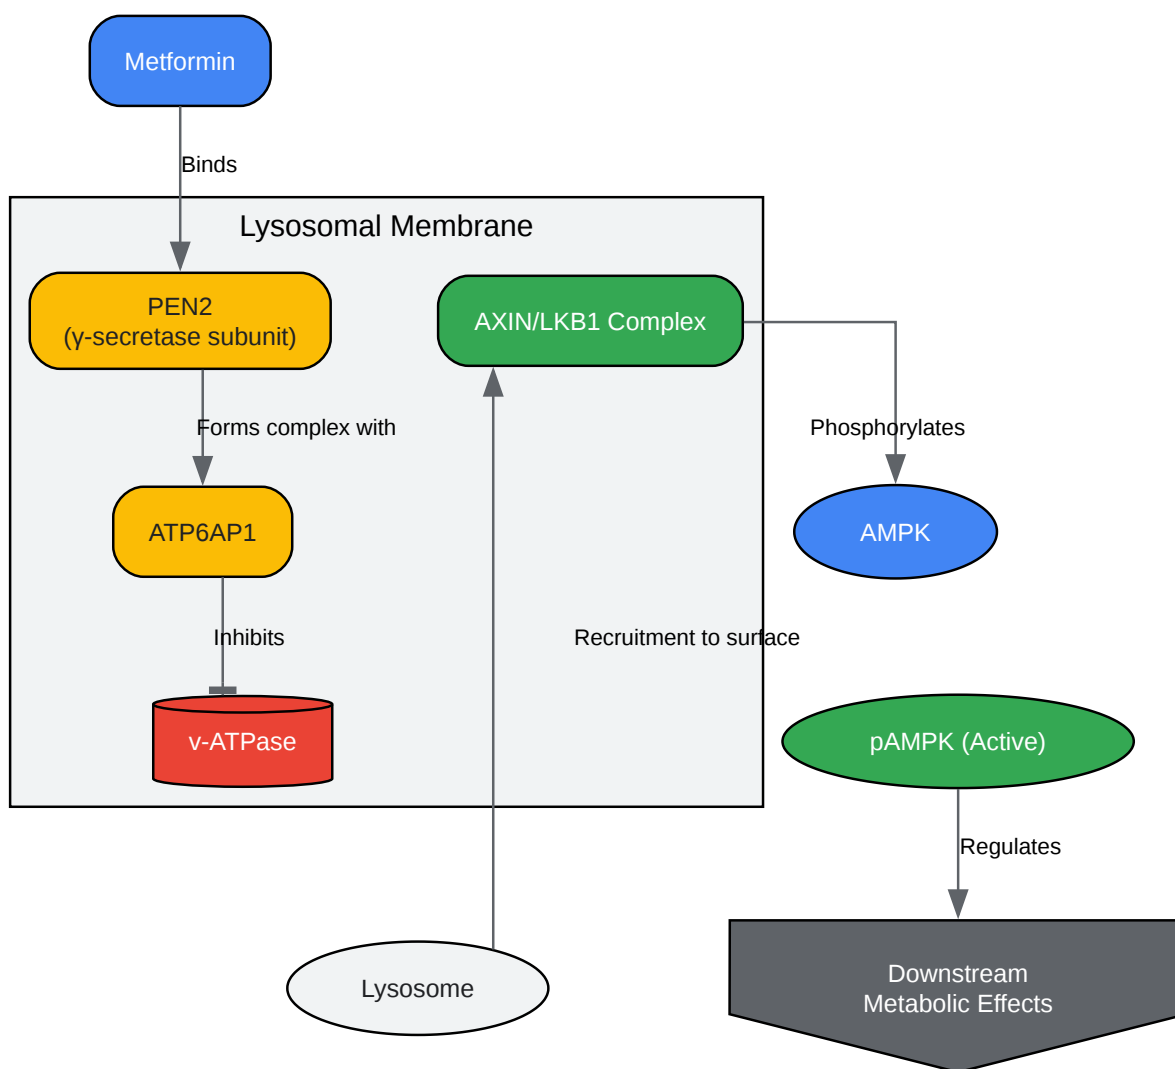 Metformin
Binds
Lysosomal Membrane
PEN2
(γ-secretase subunit)
AXIN/LKB1 Complex
Forms complex with
Phosphorylates
ATP6AP1
AMPK
Inhibits
Recruitment to surface
v-ATPase
pAMPK (Active)
Regulates
Lysosome
Downstream
Metabolic Effects